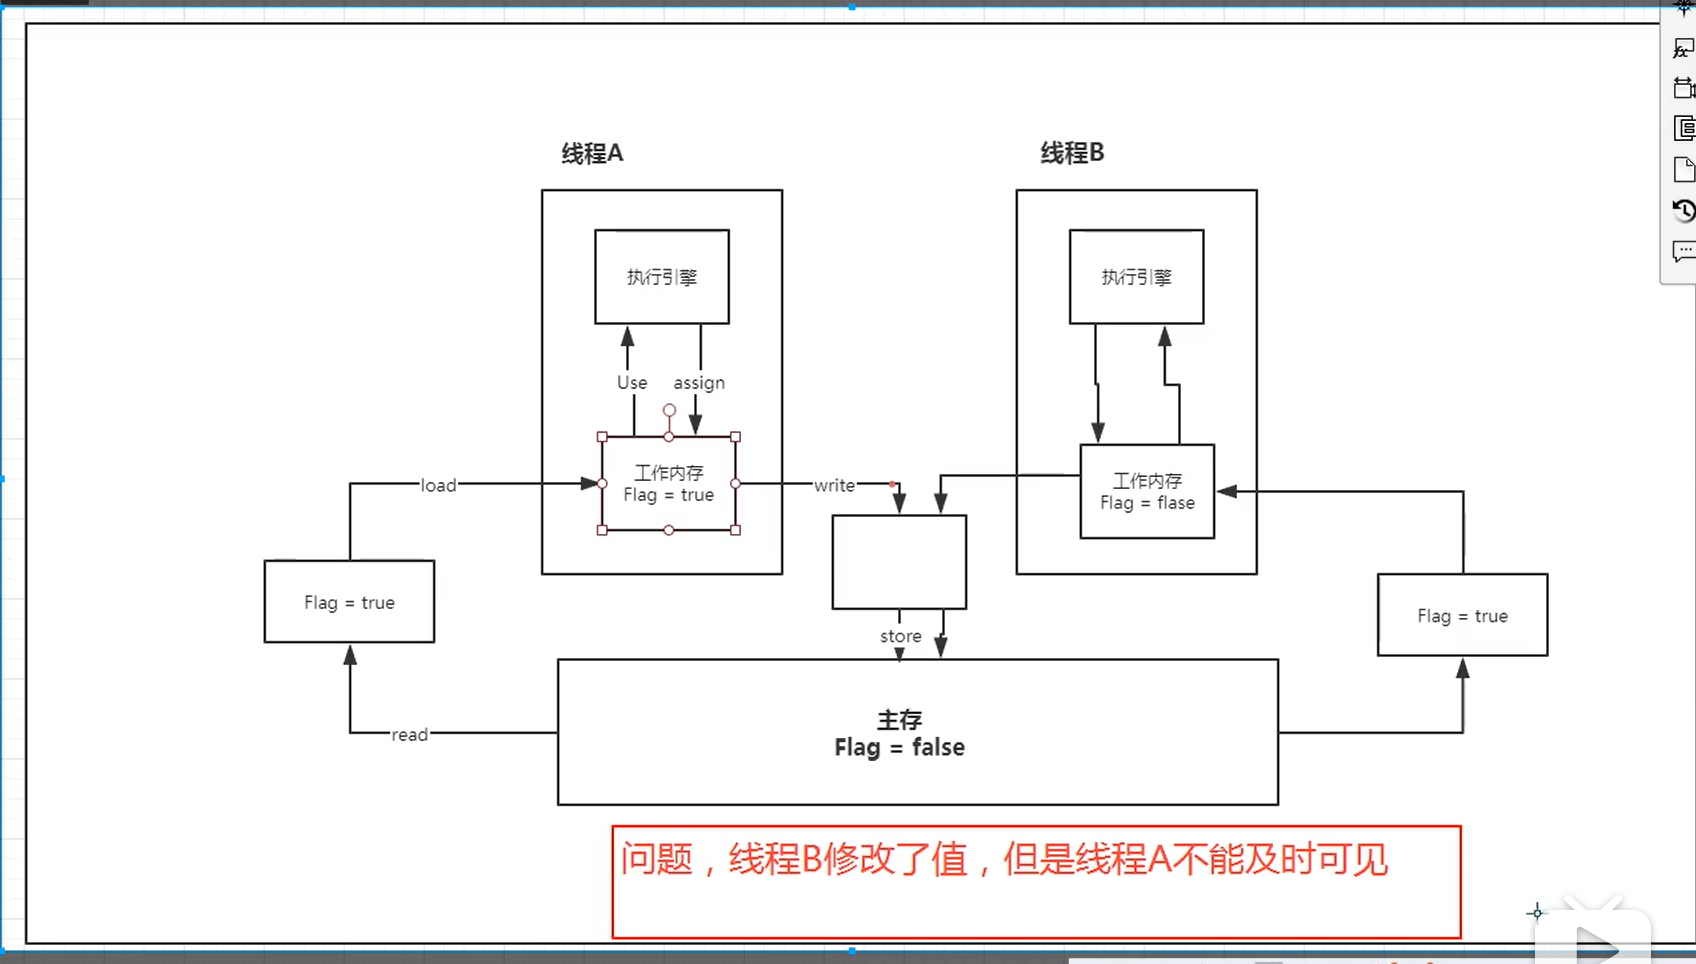 线程A
线程B
执行引擎
执行引擎
Use
assign
工作内存
Flag = true
工作内存
Flag = flase
load
write
Flag = true
Flag = true
store
read
主存
Flag = false
问题，线程B修改了值，但是线程A不能及时可见